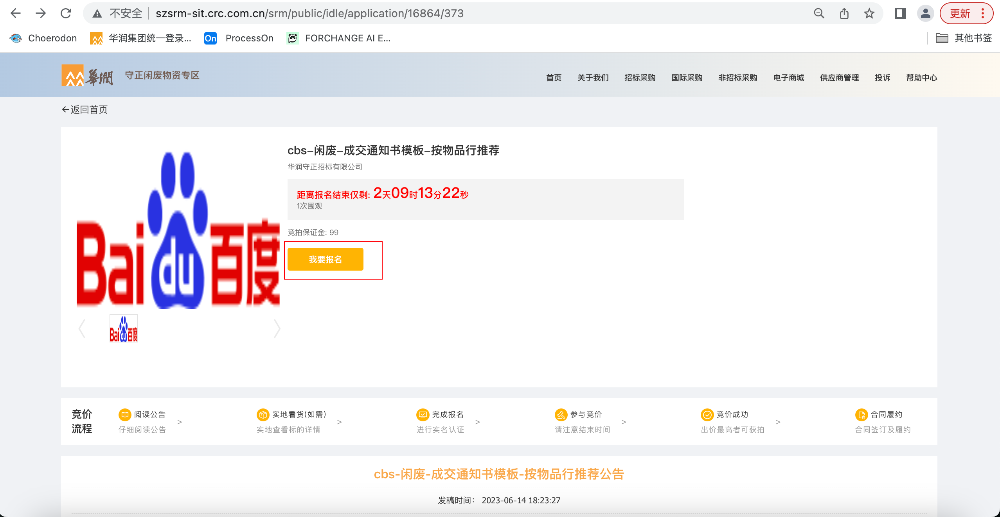 不安全 szsrm-sit.crc.com.cn/srm/public/idle/application/16864/373 更新
Choerodon 华润集团统一登录... On ProcessOn FORCHANGE AI E... 其他书签
華潤 守正闲废物资专区 首页 关于我们 招标采购 国际采购 非招标采购 电子商城 供应商管理 投诉 帮助中心
←返回首页
cbs-闲废-成交通知书模板-按物品行推荐
华润守正招标有限公司
距离报名结束仅剩: 2天09时13分22秒
1次围观
竞拍保证金: 99
我要报名
Bai du 百度
Bai du 百度
竞价流程
阅读公告 > 实地看货(如需) > 完成报名 > 参与竞价 > 竞价成功 > 合同履约
仔细阅读公告 实地查看标的详情 进行实名认证 请注意结束时间 出价最高者可获拍 合同签订及履约
cbs-闲废-成交通知书模板-按物品行推荐公告
发稿时间： 2023-06-14 18:23:27